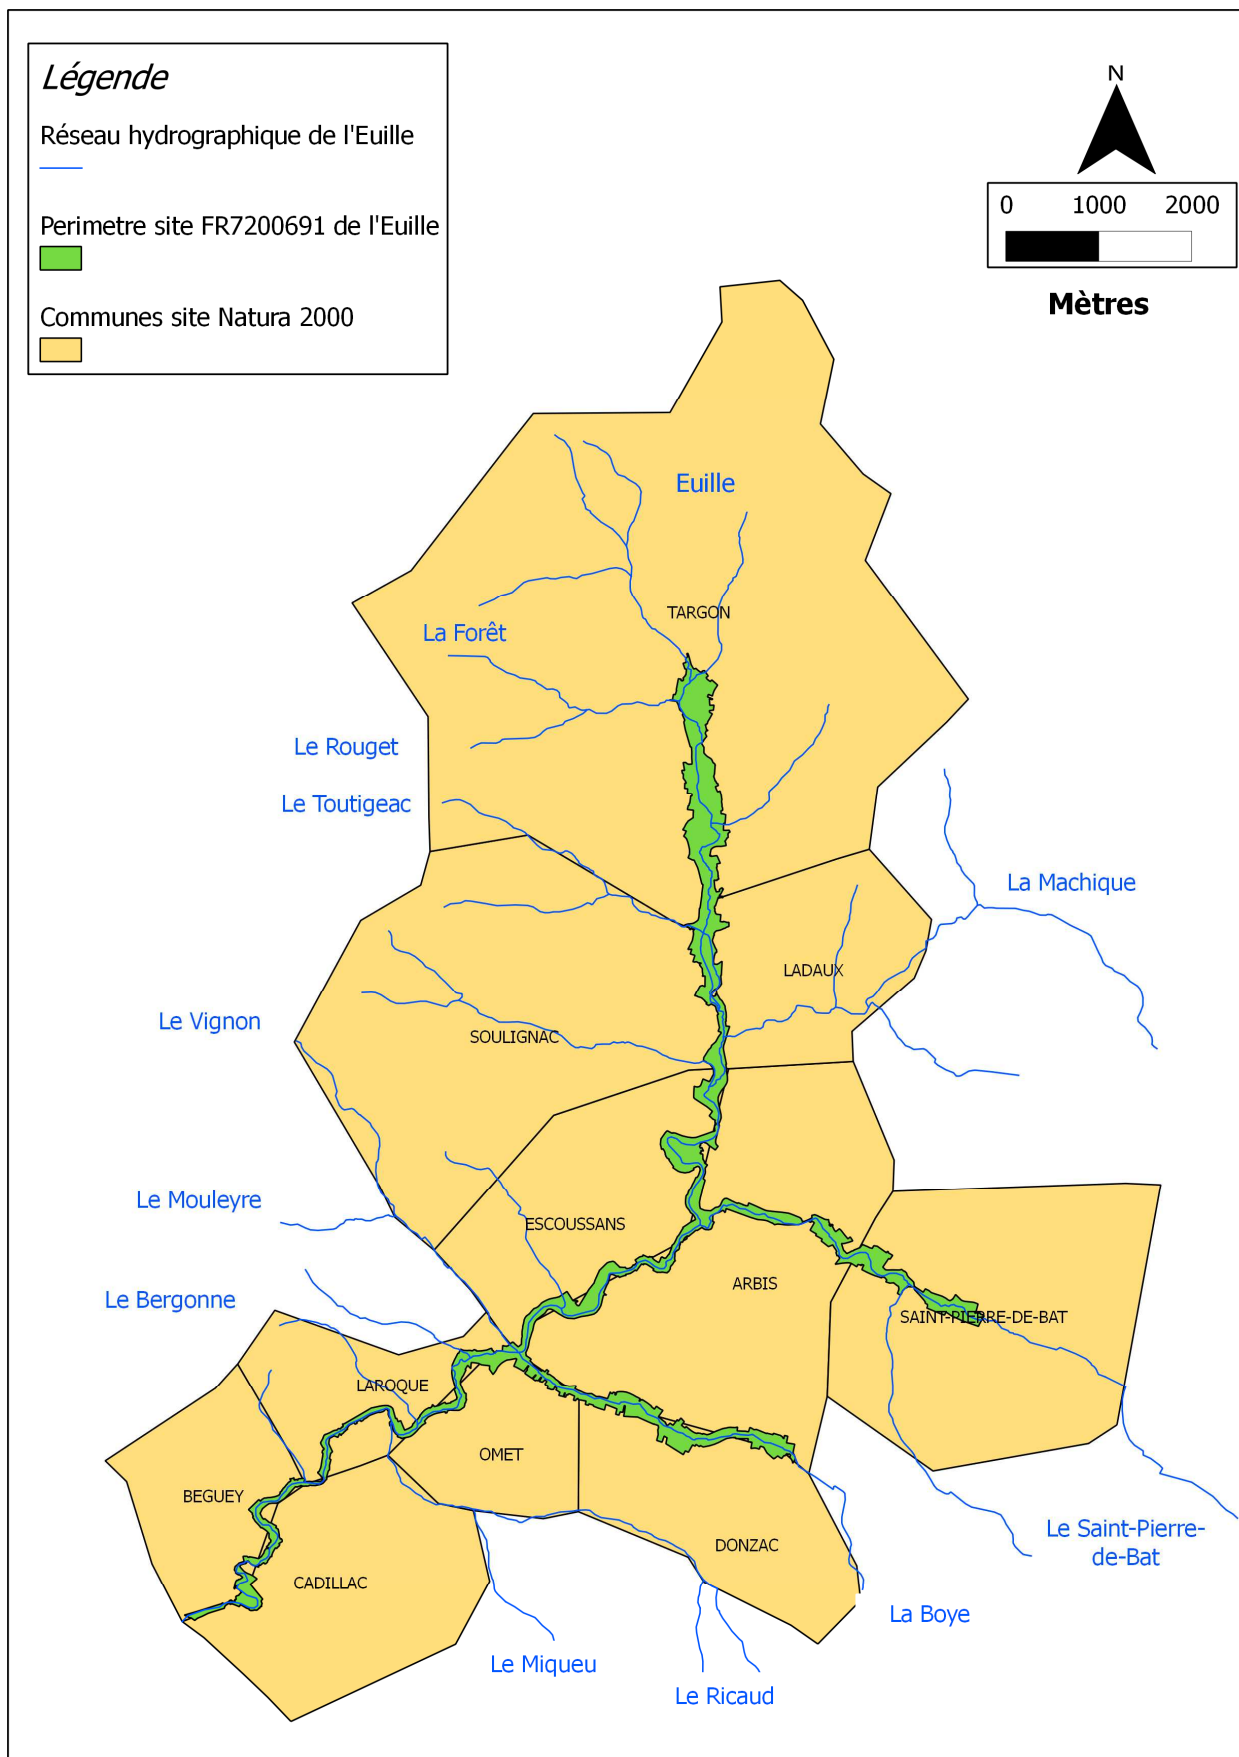 Légende
Réseau hydrographique de l'Euille
Perimetre site FR7200691 de l'Euille
Communes site Natura 2000
N
0 1000 2000
Mètres
Euille
TARGON
La Forêt
Le Rouget
Le Toutigeac
La Machique
LADAUX
Le Vignon
SOULIGNAC
Le Mouleyre
ESCOUSSANS
ARBIS
Le Bergonne
SAINT-PIERRE-DE-BAT
LAROQUE
OMET
BEGUEY
Le Saint-Pierre-
de-Bat
DONZAC
CADILLAC
La Boye
Le Miqueu
Le Ricaud